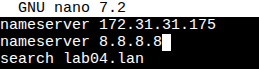 GNU nano 7.2
nameserver 172.31.31.175
nameserver 8.8.8.8
search lab04.lan